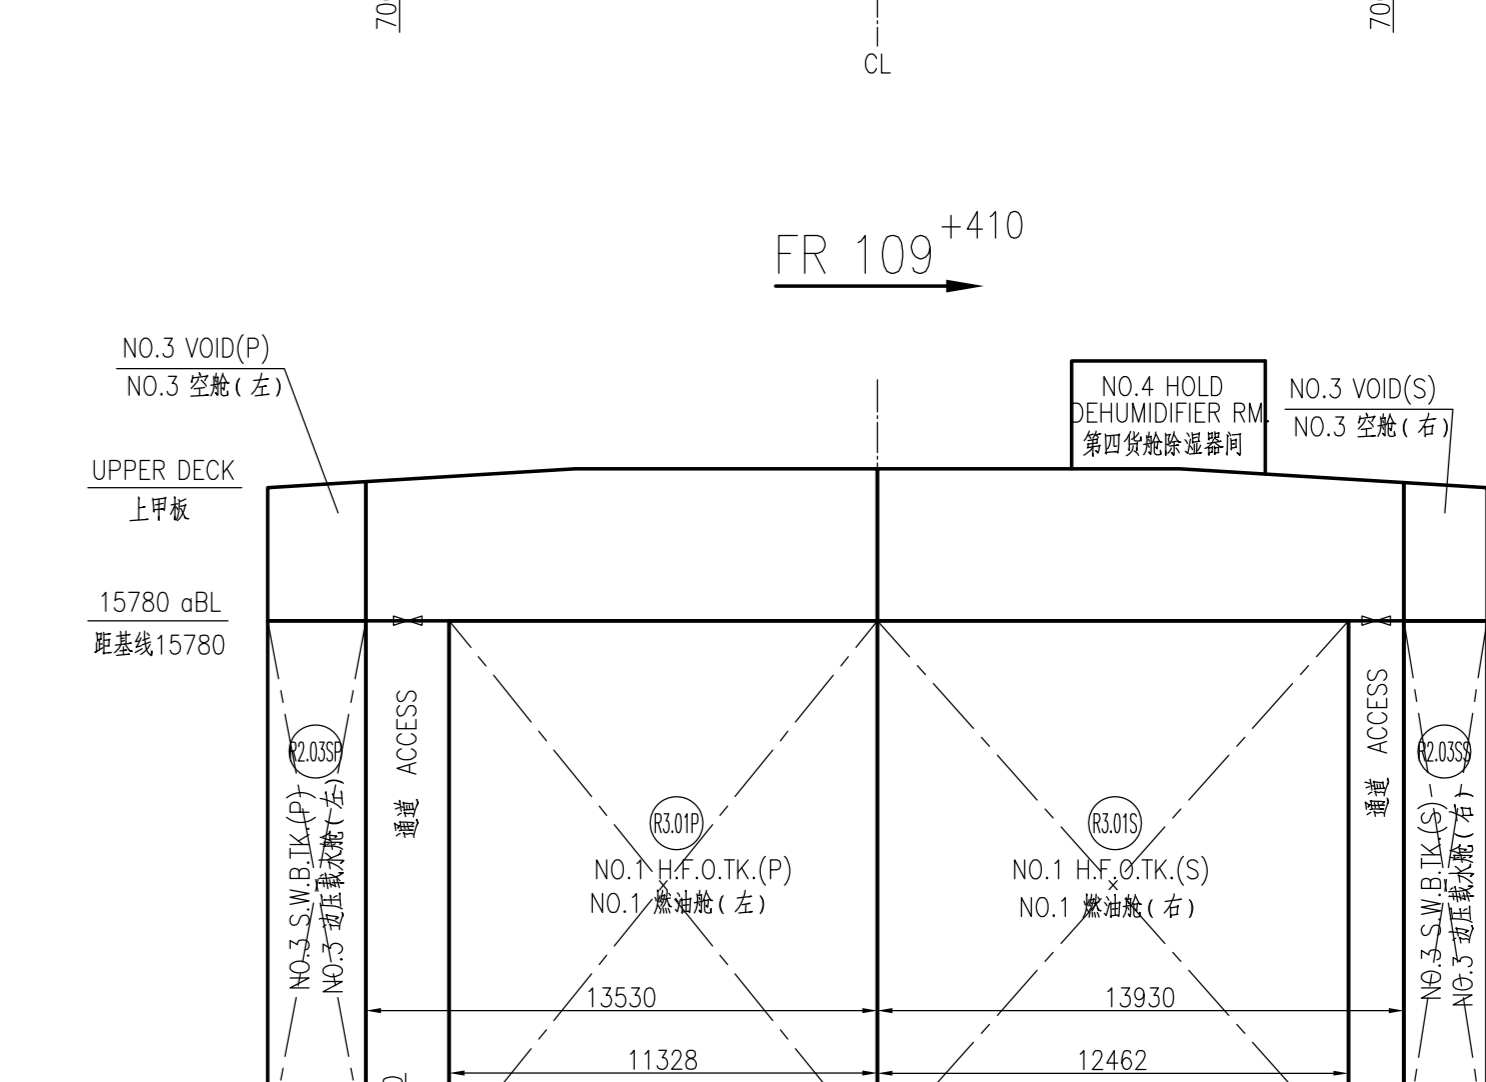 CL
FR 109 +410
NO.3 VOID(P)
NO.3 空舱(左)
NO.4 HOLD
DEHUMIDIFIER RM.
第四货舱除湿器间
NO.3 VOID(S)
NO.3 空舱(右)
UPPER DECK
上甲板
15780 aBL
距基线15780
R2.03SP
NO.3 S.W.B.TK.(P)
NO.3 边压载水舱(左)
通道 ACCESS
R3.01P
NO.1 H.F.O.TK.(P)
NO.1 燃油舱(左)
R3.01S
NO.1 H.F.O.TK.(S)
NO.1 燃油舱(右)
通道 ACCESS
R2.03SS
NO.3 S.W.B.TK.(S)
NO.3 边压载水舱(右)
13530
13930
11328
12462